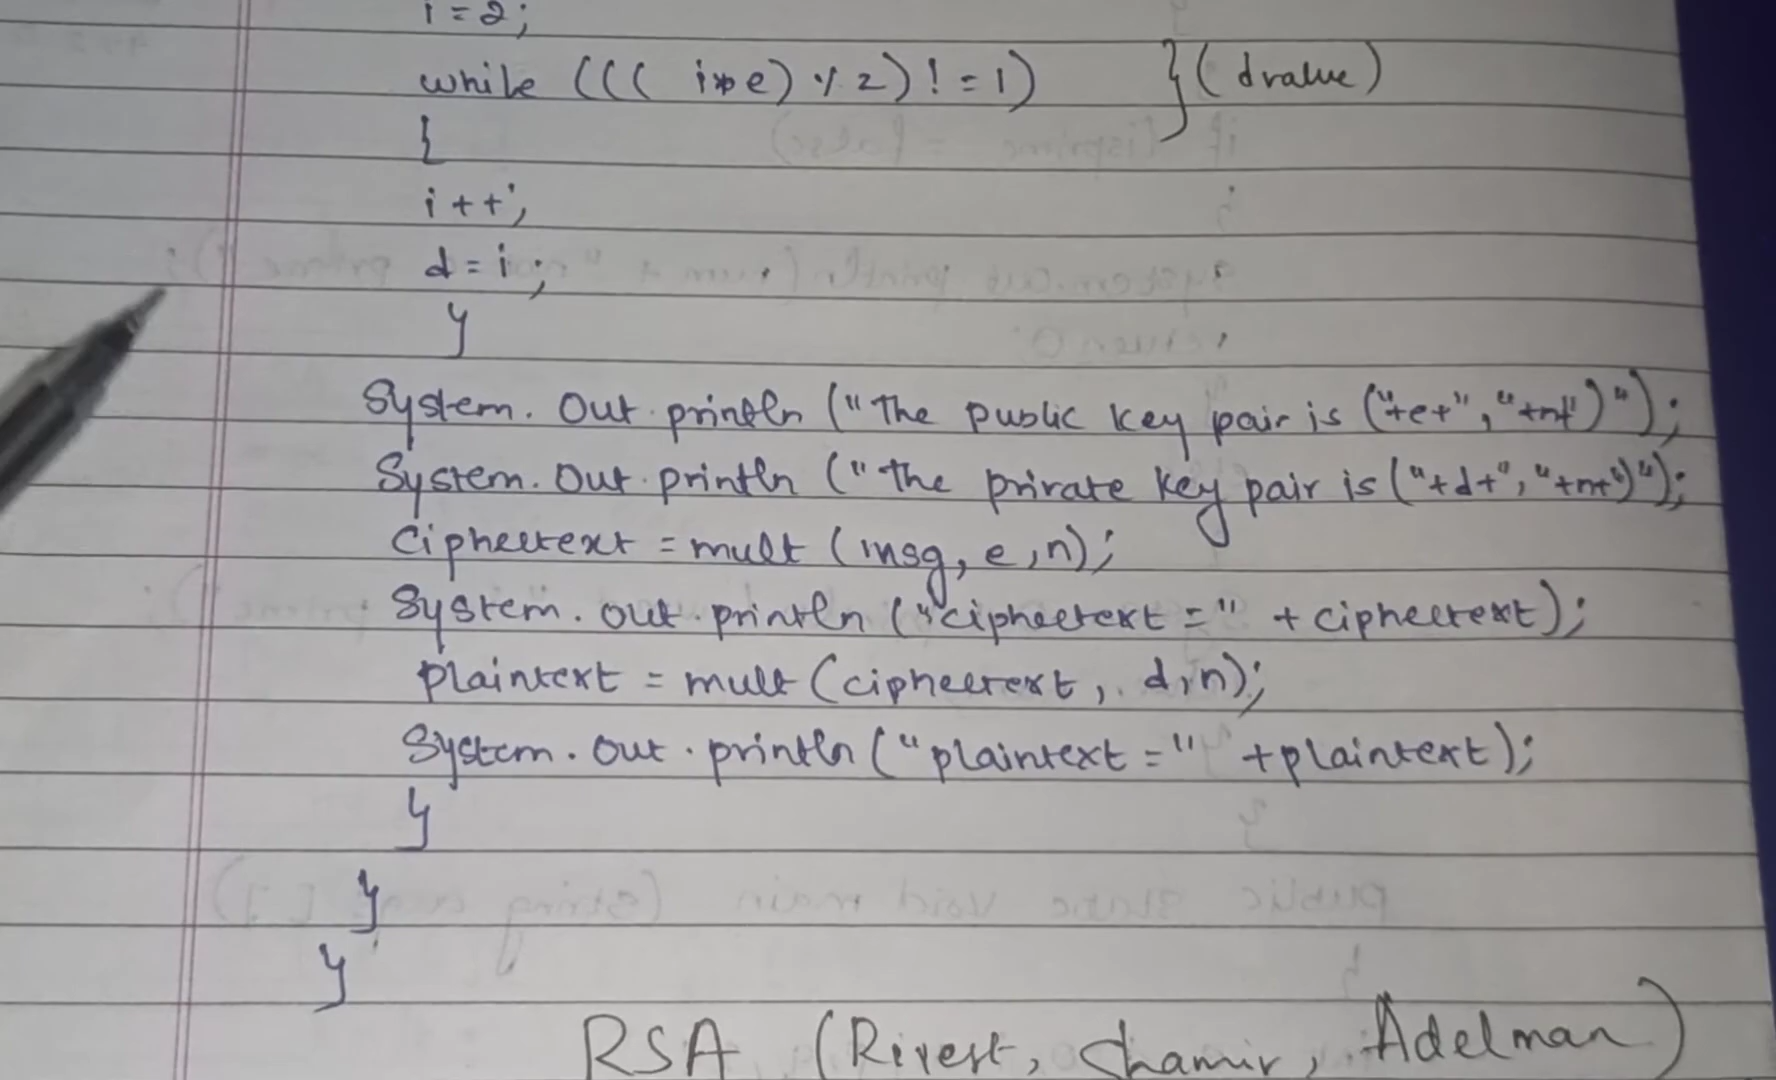 i = 2;
while ((( i*e) % z) ! = 1) } (dvalue)
{
i ++;
d = i ;
}
System. Out. println ("The public key pair is ("+e+", "+n+")");
System. Out. println ("the private key pair is ("+d+", "+n+")");
Ciphertext = mult (msg, e, n);
System. out. println ("ciphertext =" + ciphertext);
plaintext = mult (ciphertext, d, n);
System. out. println ("plaintext =" + plaintext);
}
}
}
RSA (Rivest, Shamir, Adelman)